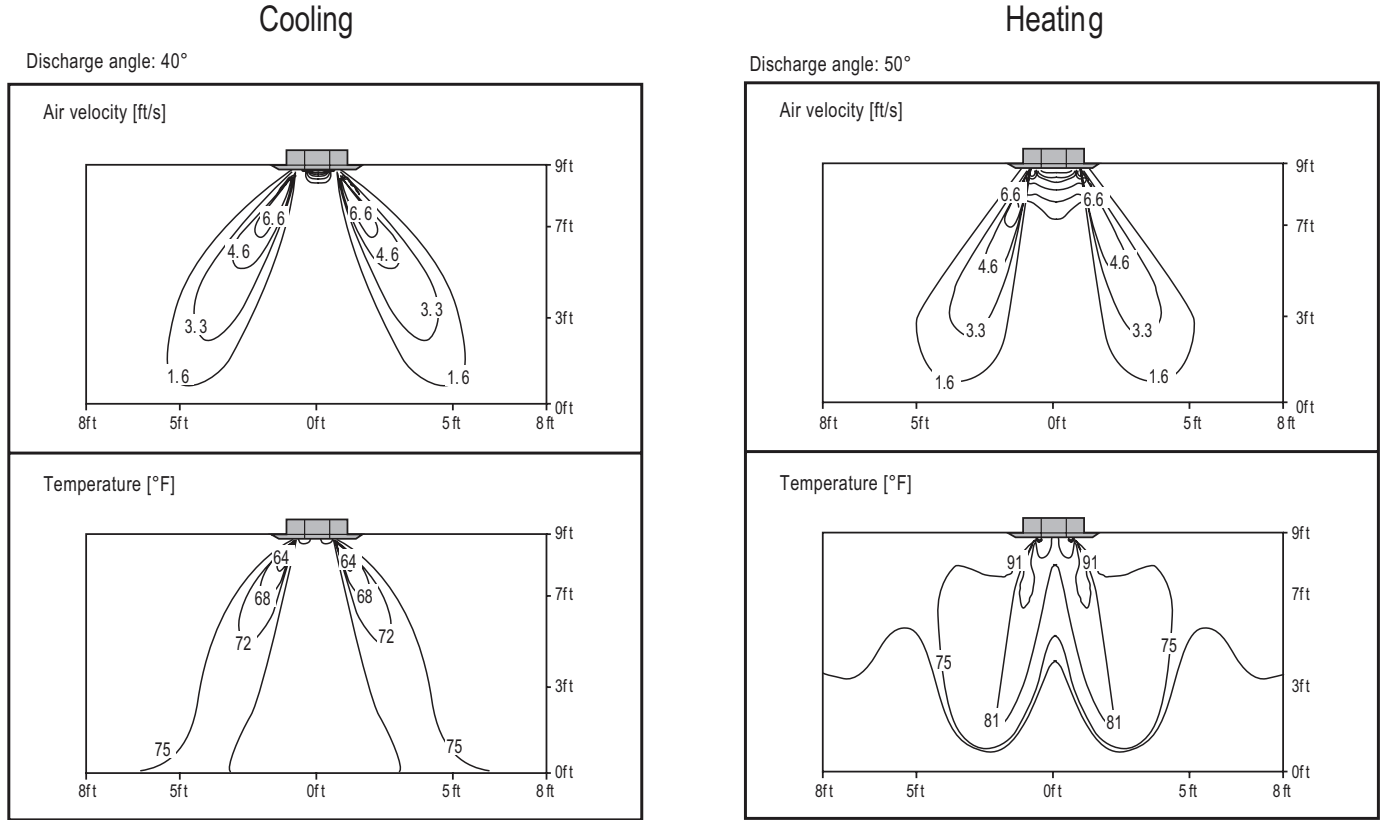 Cooling
Discharge angle: 40°
Air velocity [ft/s]
6.6
6.6
4.6
4.6
3.3
3.3
1.6
1.6
9ft
7ft
3ft
0ft
8ft 5ft 0ft 5ft 8ft
Temperature [°F]
64
64
68
68
72
72
75
75
9ft
7ft
3ft
0ft
8ft 5ft 0ft 5ft 8ft
Heating
Discharge angle: 50°
Air velocity [ft/s]
6.6
6.6
4.6
4.6
3.3
3.3
1.6
1.6
9ft
7ft
3ft
0ft
8ft 5ft 0ft 5ft 8ft
Temperature [°F]
91
91
75
75
81
81
9ft
7ft
3ft
0ft
8ft 5ft 0ft 5ft 8ft